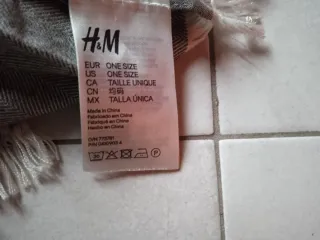 H&M
EUR ONE SIZE
US ONE SIZE
CA TAILLE UNIQUE
CN 均码
MX TALLA ÚNICA
Made in China
Fabricado em China
Fabriqué en Chine
Hecho en China